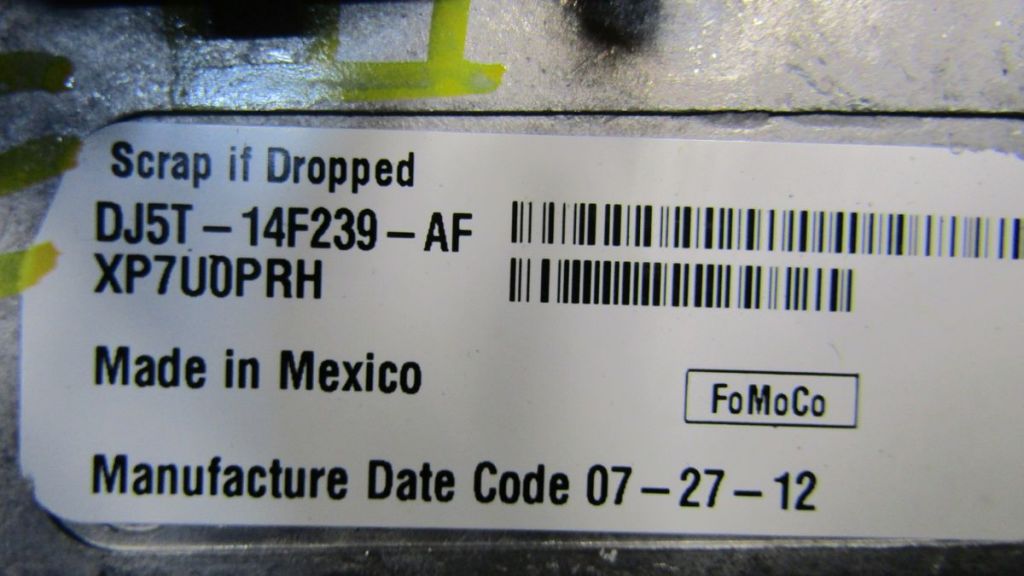 Scrap if Dropped
DJ5T-14F239-AF
XP7U0PRH
Made in Mexico
FoMoCo
Manufacture Date Code 07-27-12